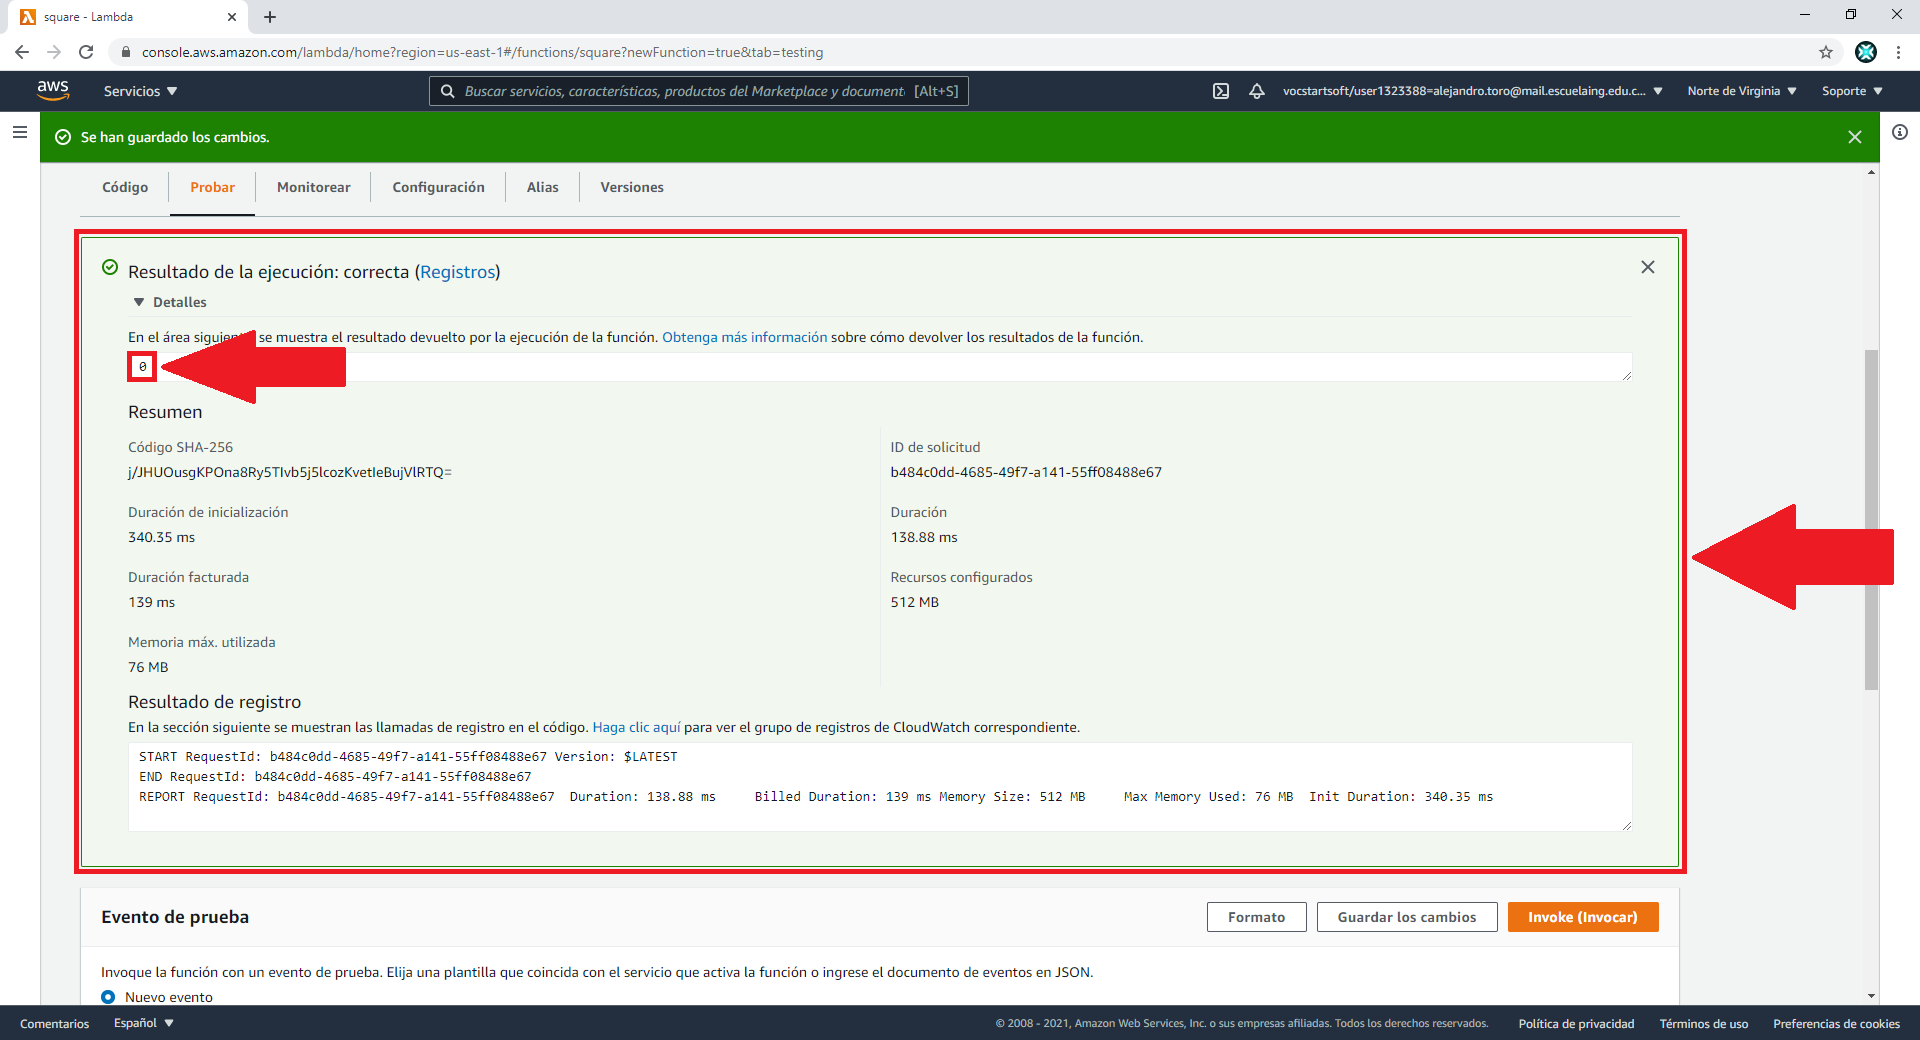 square - Lambda
console.aws.amazon.com/lambda/home?region=us-east-1#/functions/square?newFunction=true&tab=testing
aws Servicios Buscar servicios, características, productos del Marketplace y document [Alt+S] vocstartsoft/user1323388=alejandro.toro@mail.escuelaing.edu.c... Norte de Virginia Soporte
Se han guardado los cambios.
Código Probar Monitorear Configuración Alias Versiones
Resultado de la ejecución: correcta (Registros)
Detalles
En el área se muestra el resultado devuelto por la ejecución de la función. Obtenga más información sobre cómo devolver los resultados de la función.
0
Resumen
Código SHA-256 ID de solicitud
j/JHUOusgKPOna8Ry5TIvb5j5lcozKvetIeBujVlRTQ= b484c0dd-4685-49f7-a141-55ff08488e67
Duración de inicialización Duración
340.35 ms 138.88 ms
Duración facturada Recursos configurados
139 ms 512 MB
Memoria máx. utilizada
76 MB
Resultado de registro
En la sección siguiente se muestran las llamadas de registro en el código. Haga clic aquí para ver el grupo de registros de CloudWatch correspondiente.
START RequestId: b484c0dd-4685-49f7-a141-55ff08488e67 Version: $LATEST
END RequestId: b484c0dd-4685-49f7-a141-55ff08488e67
REPORT RequestId: b484c0dd-4685-49f7-a141-55ff08488e67 Duration: 138.88 ms Billed Duration: 139 ms Memory Size: 512 MB Max Memory Used: 76 MB Init Duration: 340.35 ms
Evento de prueba Formato Guardar los cambios Invoke (Invocar)
Invoque la función con un evento de prueba. Elija una plantilla que coincida con el servicio que activa la función o ingrese el documento de eventos en JSON.
Nuevo evento
Comentarios Español © 2008 - 2021, Amazon Web Services, Inc. o sus empresas afiliadas. Todos los derechos reservados. Política de privacidad Términos de uso Preferencias de cookies